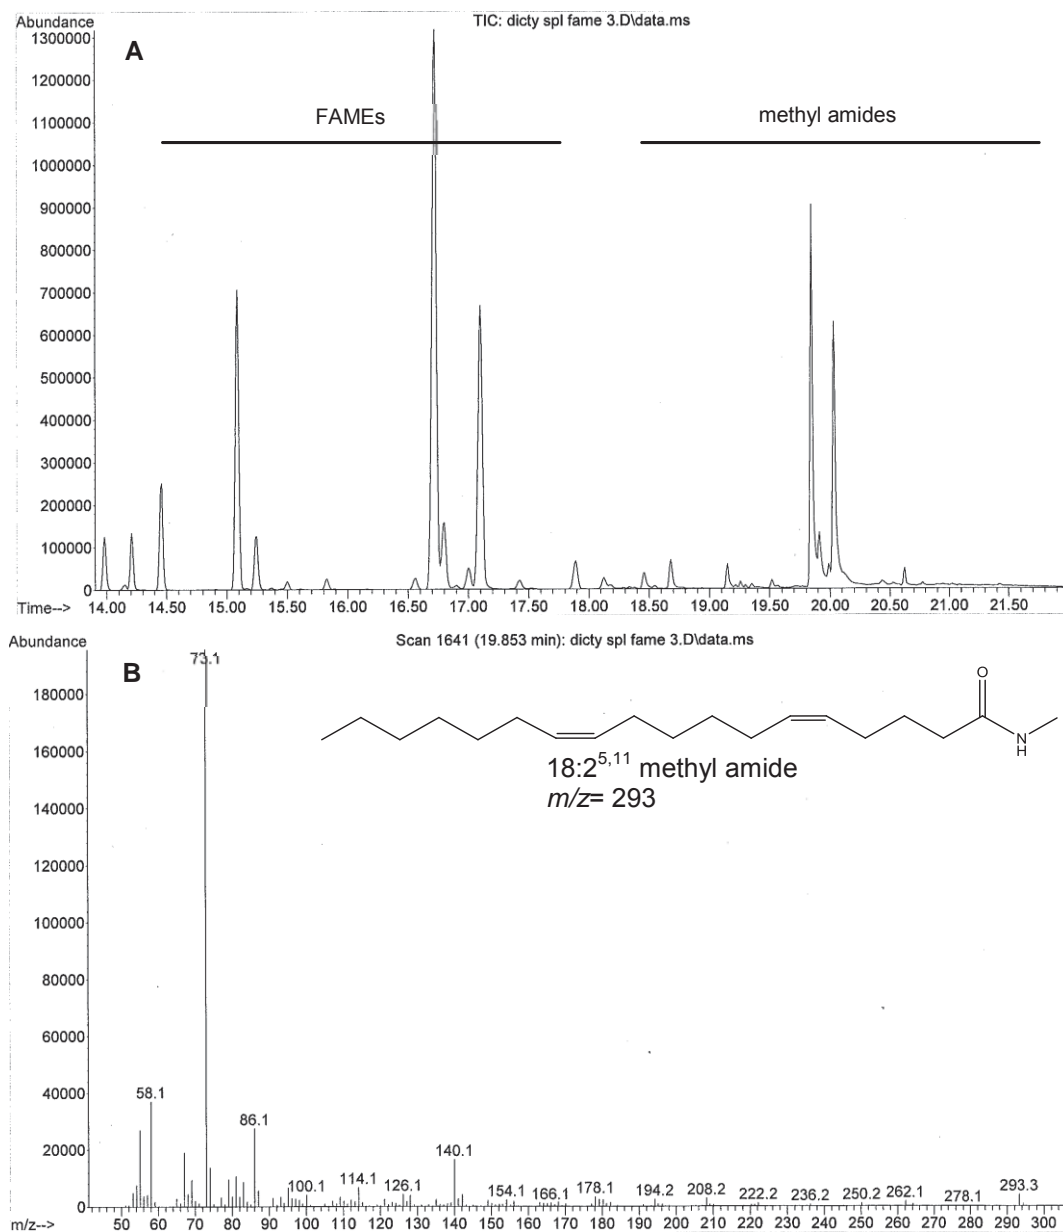 Abundance
TIC: dicty spl fame 3.D\data.ms
A
FAMEs
methyl amides
1300000
1200000
1100000
1000000
900000
800000
700000
600000
500000
400000
300000
200000
100000
0
Time-->
14.00 14.50 15.00 15.50 16.00 16.50 17.00 17.50 18.00 18.50 19.00 19.50 20.00 20.50 21.00 21.50
Abundance
Scan 1641 (19.853 min): dicty spl fame 3.D\data.ms
73.1
B
O
N
H
18:2^5,11 methyl amide
m/z= 293
180000
160000
140000
120000
100000
80000
60000
40000
20000
0
58.1
86.1
100.1
114.1
126.1
140.1
154.1
166.1
178.1
194.2
208.2
222.2
236.2
250.2
262.1
278.1
293.3
m/z-->
50 60 70 80 90 100 110 120 130 140 150 160 170 180 190 200 210 220 230 240 250 260 270 280 290 300